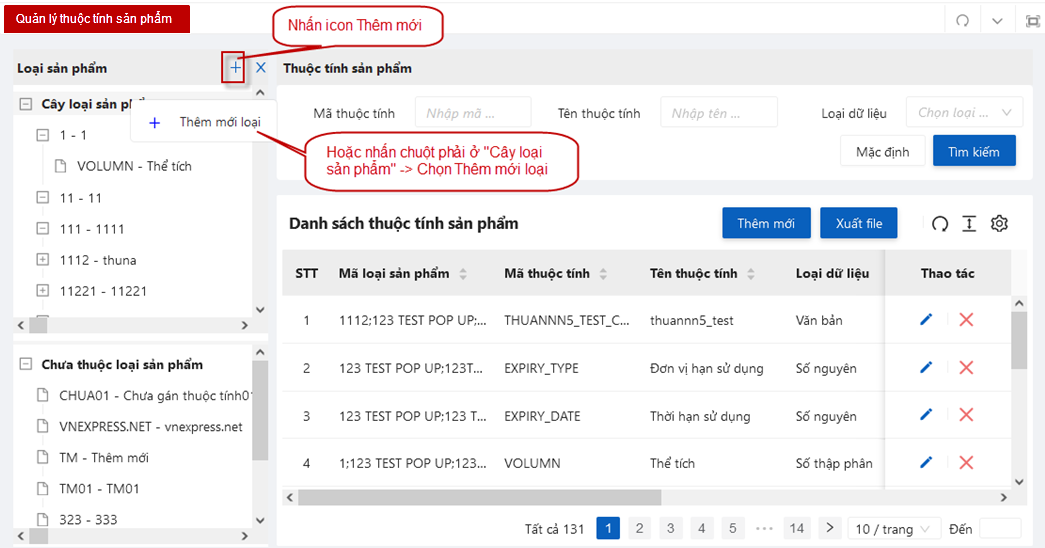 Quản lý thuộc tính sản phẩm
Nhấn icon Thêm mới
Loại sản phẩm
Cây loại sản
Thêm mới loại
1 - 1
VOLUMN - Thể tích
11 - 11
111 - 1111
1112 - thuna
11221 - 11221
Hoặc nhấn chuột phải ở "Cây loại
sản phẩm" -> Chọn Thêm mới loại
Chưa thuộc loại sản phẩm
CHUA01 - Chưa gán thuộc tính01
VNEXPRESS.NET - vnexpress.net
TM - Thêm mới
TM01 - TM01
323 - 333
Thuộc tính sản phẩm
Mã thuộc tính Nhập mã ... Tên thuộc tính Nhập tên ... Loại dữ liệu Chọn loại ...
Mặc định Tìm kiếm
Danh sách thuộc tính sản phẩm Thêm mới Xuất file
STT Mã loại sản phẩm Mã thuộc tính Tên thuộc tính Loại dữ liệu Thao tác
1 1112;123 TEST POP UP;... THUANNN5_TEST_C... thuannn5_test Văn bản
2 123 TEST POP UP;123T... EXPIRY_TYPE Đơn vị hạn sử dụng Số nguyên
3 123 TEST POP UP;123 T... EXPIRY_DATE Thời hạn sử dụng Số nguyên
4 1;123 TEST POP UP;123... VOLUMN Thể tích Số thập phân
Tất cả 131 1 2 3 4 5 ••• 14 10 / trang Đến